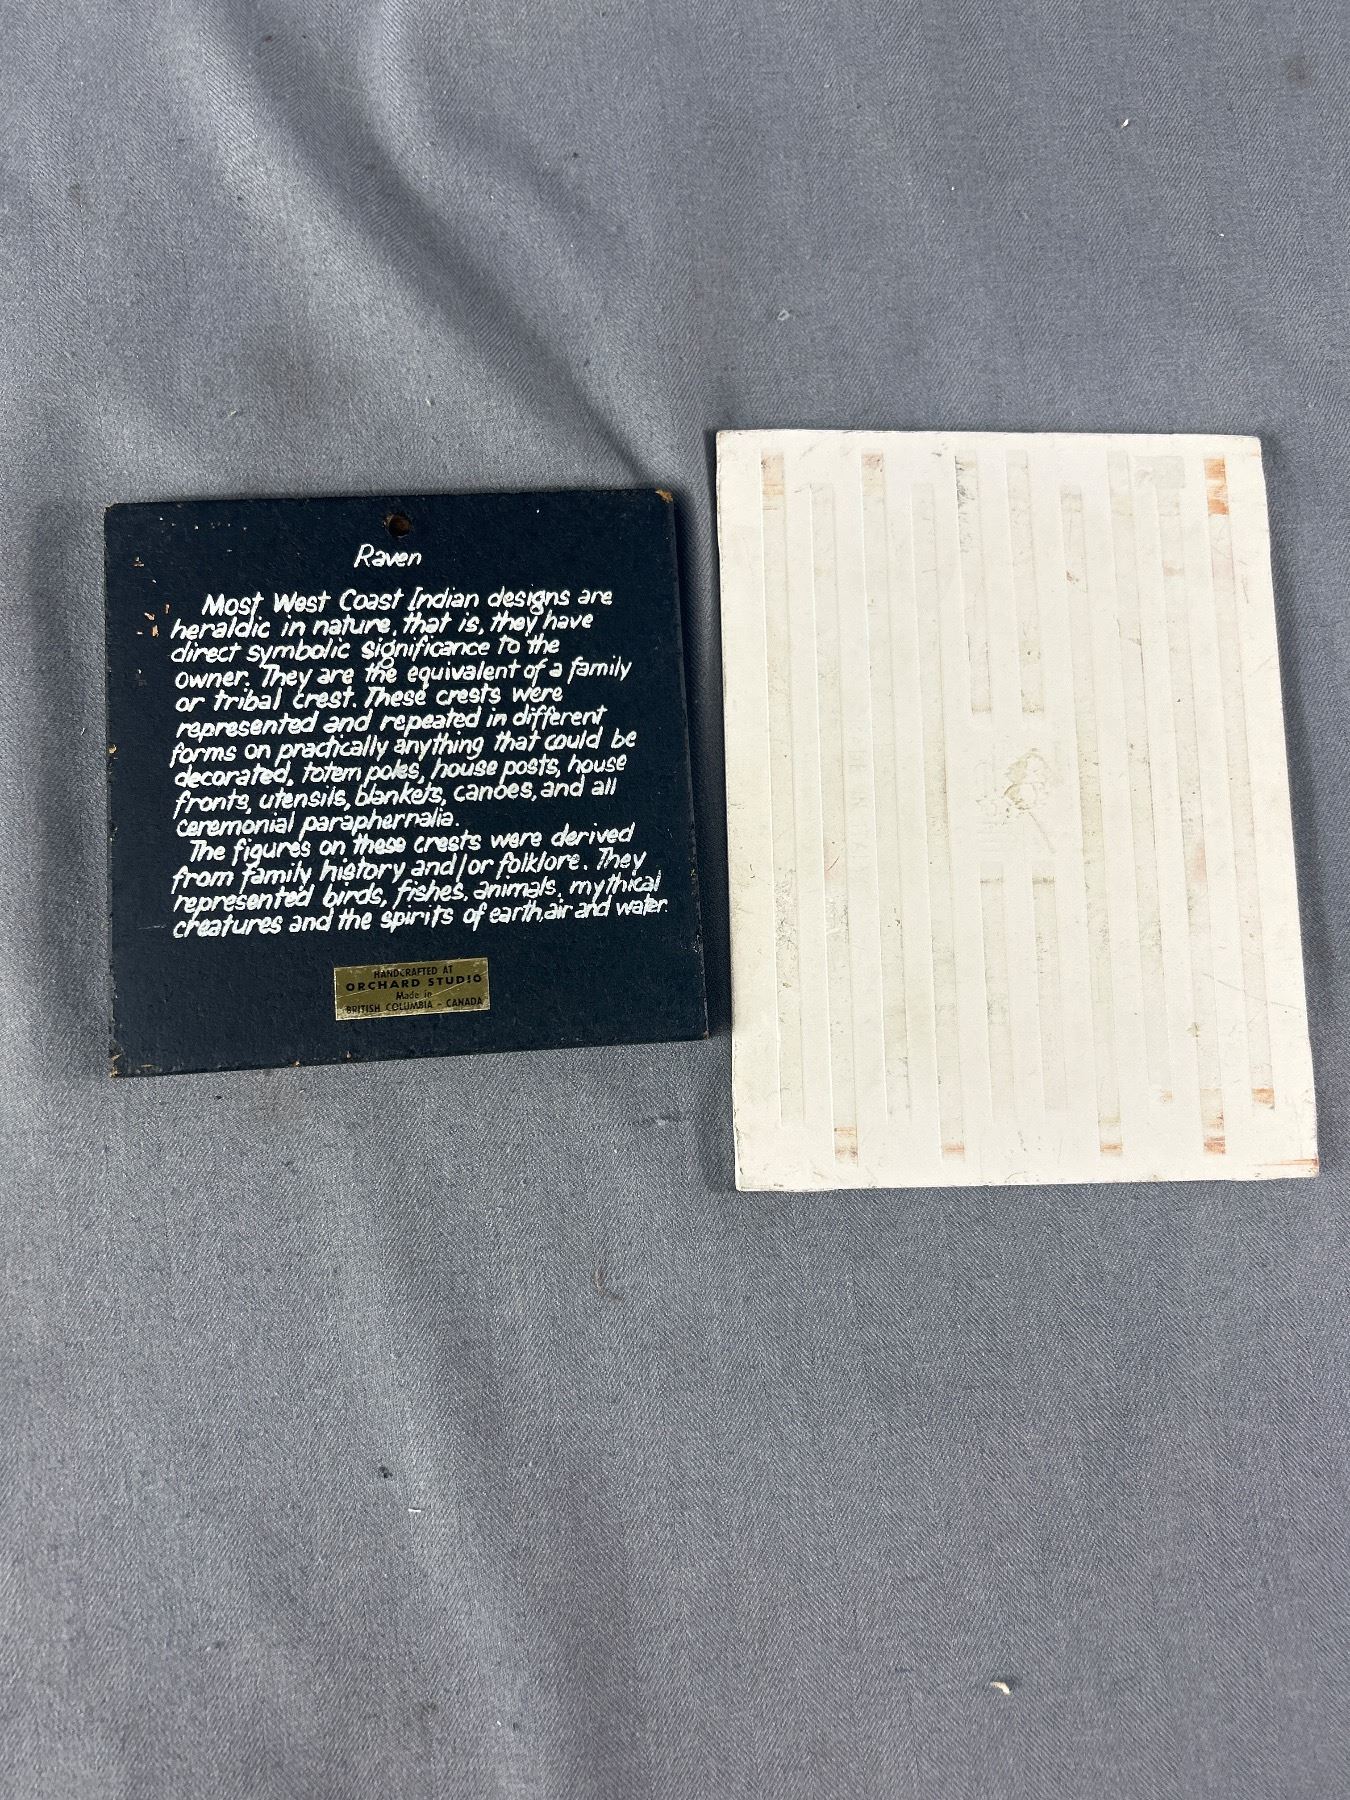 Raven
Most West Coast Indian designs are
heraldic in nature, that is, they have
direct symbolic significance to the
owner. They are the equivalent of a family
or tribal crest. These crests were
represented and repeated in different
forms on practically anything that could be
decorated, totem poles, house posts, house
fronts, utensils, blankets, canoes, and all
ceremonial paraphernalia.
The figures on these crests were derived
from family history and/or folklore. They
represented birds, fishes, animals, mythical
creatures and the spirits of earth, air and water.
HANDCRAFTED AT
ORCHARD STUDIO
Made in
BRITISH COLUMBIA - CANADA